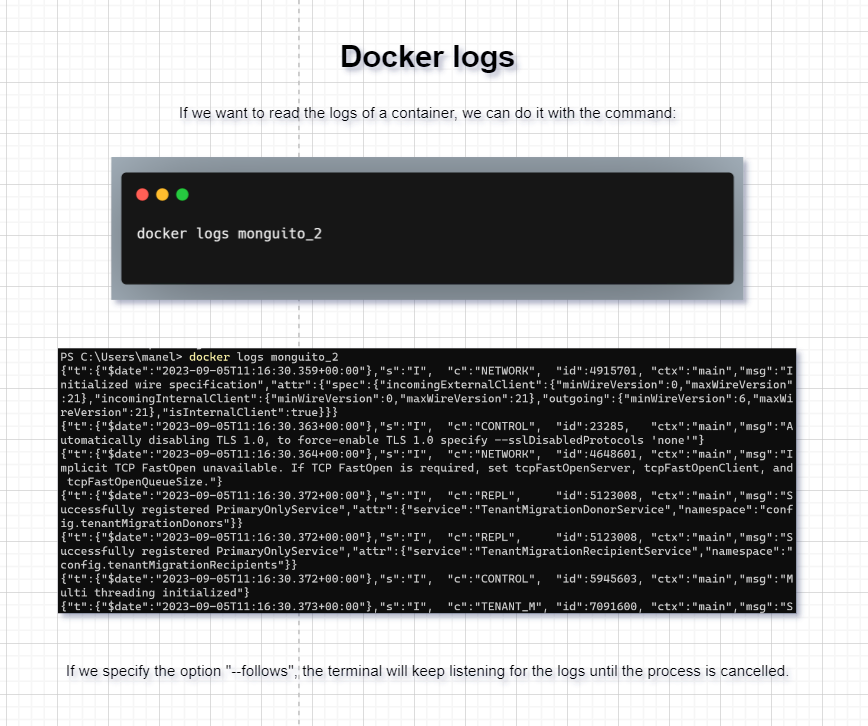 Docker logs
If we want to read the logs of a container, we can do it with the command:
docker logs monguito_2
PS C:\Users\manel> docker logs monguito_2
{"t":{"$date":"2023-09-05T11:16:30.359+00:00"},"s":"I",  "c":"NETWORK",  "id":4915701, "ctx":"main","msg":"I
nitialized wire specification","attr":{"spec":{"incomingExternalClient":{"minWireVersion":0,"maxWireVersion"
:21},"incomingInternalClient":{"minWireVersion":0,"maxWireVersion":21},"outgoing":{"minWireVersion":6,"maxWi
reVersion":21},"isInternalClient":true}}}
{"t":{"$date":"2023-09-05T11:16:30.363+00:00"},"s":"I",  "c":"CONTROL",  "id":23285,   "ctx":"main","msg":"A
utomatically disabling TLS 1.0, to force-enable TLS 1.0 specify --sslDisabledProtocols 'none'"}
{"t":{"$date":"2023-09-05T11:16:30.364+00:00"},"s":"I",  "c":"NETWORK",  "id":4648601, "ctx":"main","msg":"I
mplicit TCP FastOpen unavailable. If TCP FastOpen is required, set tcpFastOpenServer, tcpFastOpenClient, and
 tcpFastOpenQueueSize."}
{"t":{"$date":"2023-09-05T11:16:30.372+00:00"},"s":"I",  "c":"REPL",     "id":5123008, "ctx":"main","msg":"S
uccessfully registered PrimaryOnlyService","attr":{"service":"TenantMigrationDonorService","namespace":"conf
ig.tenantMigrationDonors"}}
{"t":{"$date":"2023-09-05T11:16:30.372+00:00"},"s":"I",  "c":"REPL",     "id":5123008, "ctx":"main","msg":"S
uccessfully registered PrimaryOnlyService","attr":{"service":"TenantMigrationRecipientService","namespace":"
config.tenantMigrationRecipients"}}
{"t":{"$date":"2023-09-05T11:16:30.372+00:00"},"s":"I",  "c":"CONTROL",  "id":5945603, "ctx":"main","msg":"M
ulti threading initialized"}
{"t":{"$date":"2023-09-05T11:16:30.373+00:00"},"s":"I",  "c":"TENANT_M", "id":7091600, "ctx":"main","msg":"S
If we specify the option "--follows", the terminal will keep listening for the logs until the process is cancelled.